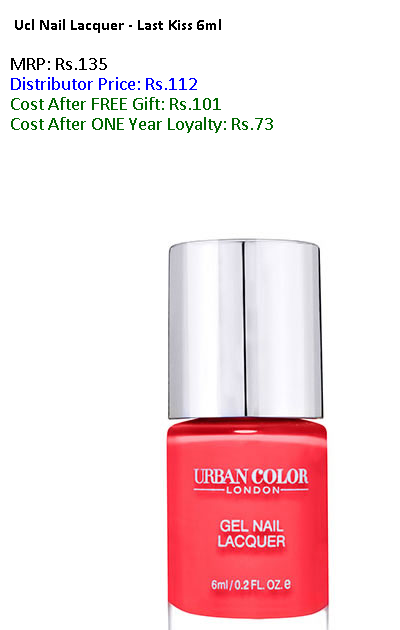 Ucl Nail Lacquer - Last Kiss 6ml
MRP: Rs.135
Distributor Price: Rs.112
Cost After FREE Gift: Rs.101
Cost After ONE Year Loyalty: Rs.73
URBAN COLOR
LONDON
GEL NAIL
LACQUER
6ml/0.2 FL. OZ. e